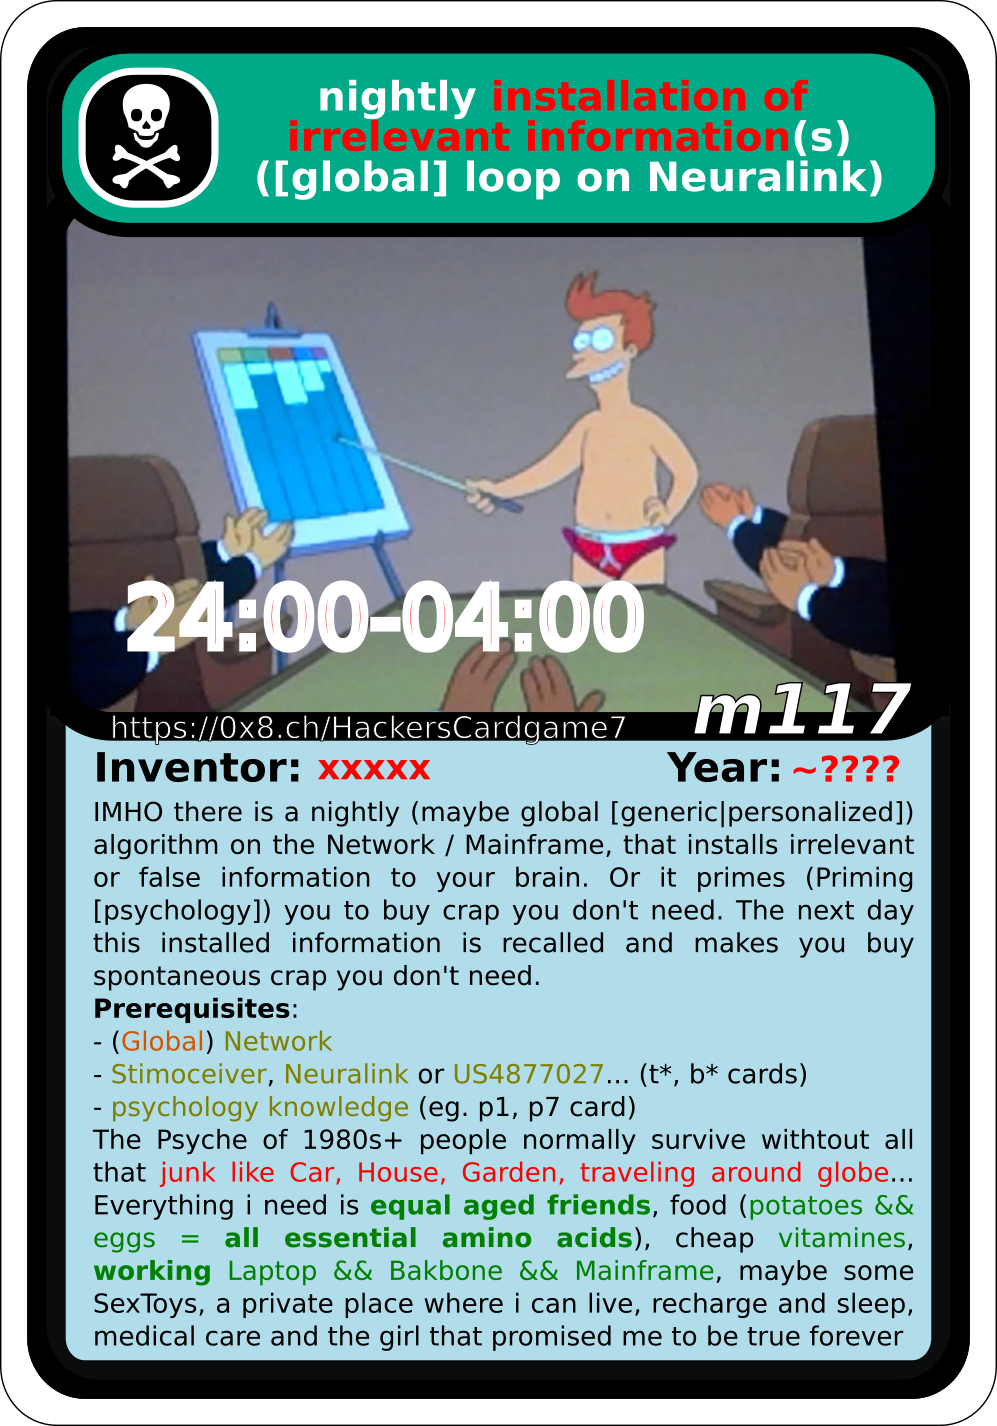 nightly installation of
irrelevant information(s)
([global] loop on Neuralink)
24:00-04:00
m117
https://0x8.ch/HackersCardgame7
Inventor: xxxxx Year: ~????
IMHO there is a nightly (maybe global [generic|personalized])
algorithm on the Network / Mainframe, that installs irrelevant
or false information to your brain. Or it primes (Priming
[psychology]) you to buy crap you don't need. The next day
this installed information is recalled and makes you buy
spontaneous crap you don't need.
Prerequisites:
- (Global) Network
- Stimoceiver, Neuralink or US4877027... (t*, b* cards)
- psychology knowledge (eg. p1, p7 card)
The Psyche of 1980s+ people normally survive withtout all
that junk like Car, House, Garden, traveling around globe...
Everything i need is equal aged friends, food (potatoes &&
eggs = all essential amino acids), cheap vitamines,
working Laptop && Bakbone && Mainframe, maybe some
SexToys, a private place where i can live, recharge and sleep,
medical care and the girl that promised me to be true forever